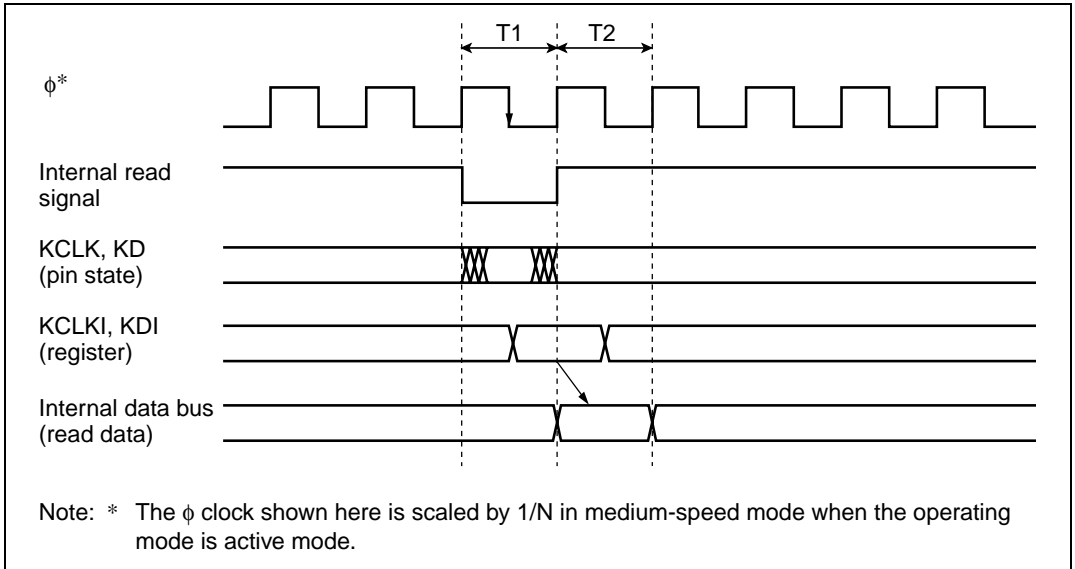 T1 T2
ϕ*
Internal read
signal
KCLK, KD
(pin state)
KCLKI, KDI
(register)
Internal data bus
(read data)
Note: * The ϕ clock shown here is scaled by 1/N in medium-speed mode when the operating
mode is active mode.